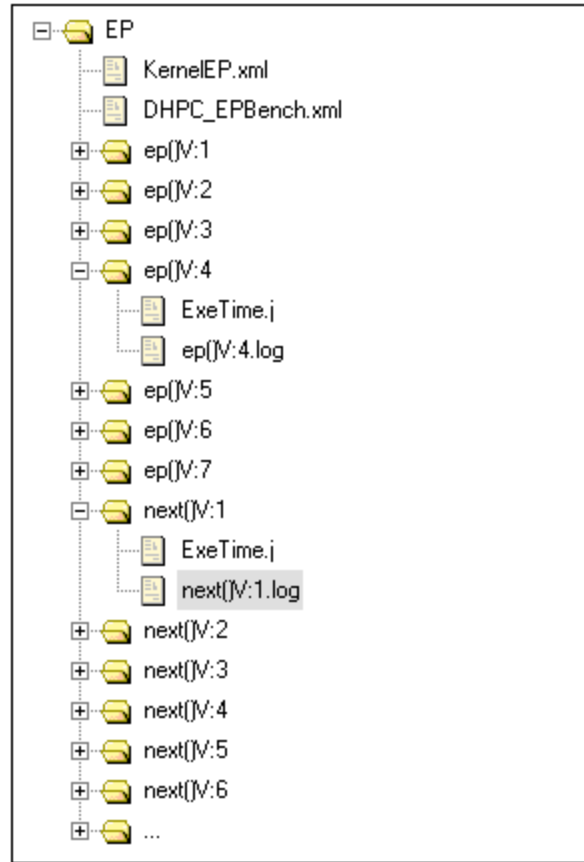 EP
KernelEP.xml
DHPC_EPBench.xml
ep()V:1
ep()V:2
ep()V:3
ep()V:4
ExeTime.j
ep()V:4.log
ep()V:5
ep()V:6
ep()V:7
next()V:1
ExeTime.j
next()V:1.log
next()V:2
next()V:3
next()V:4
next()V:5
next()V:6
...